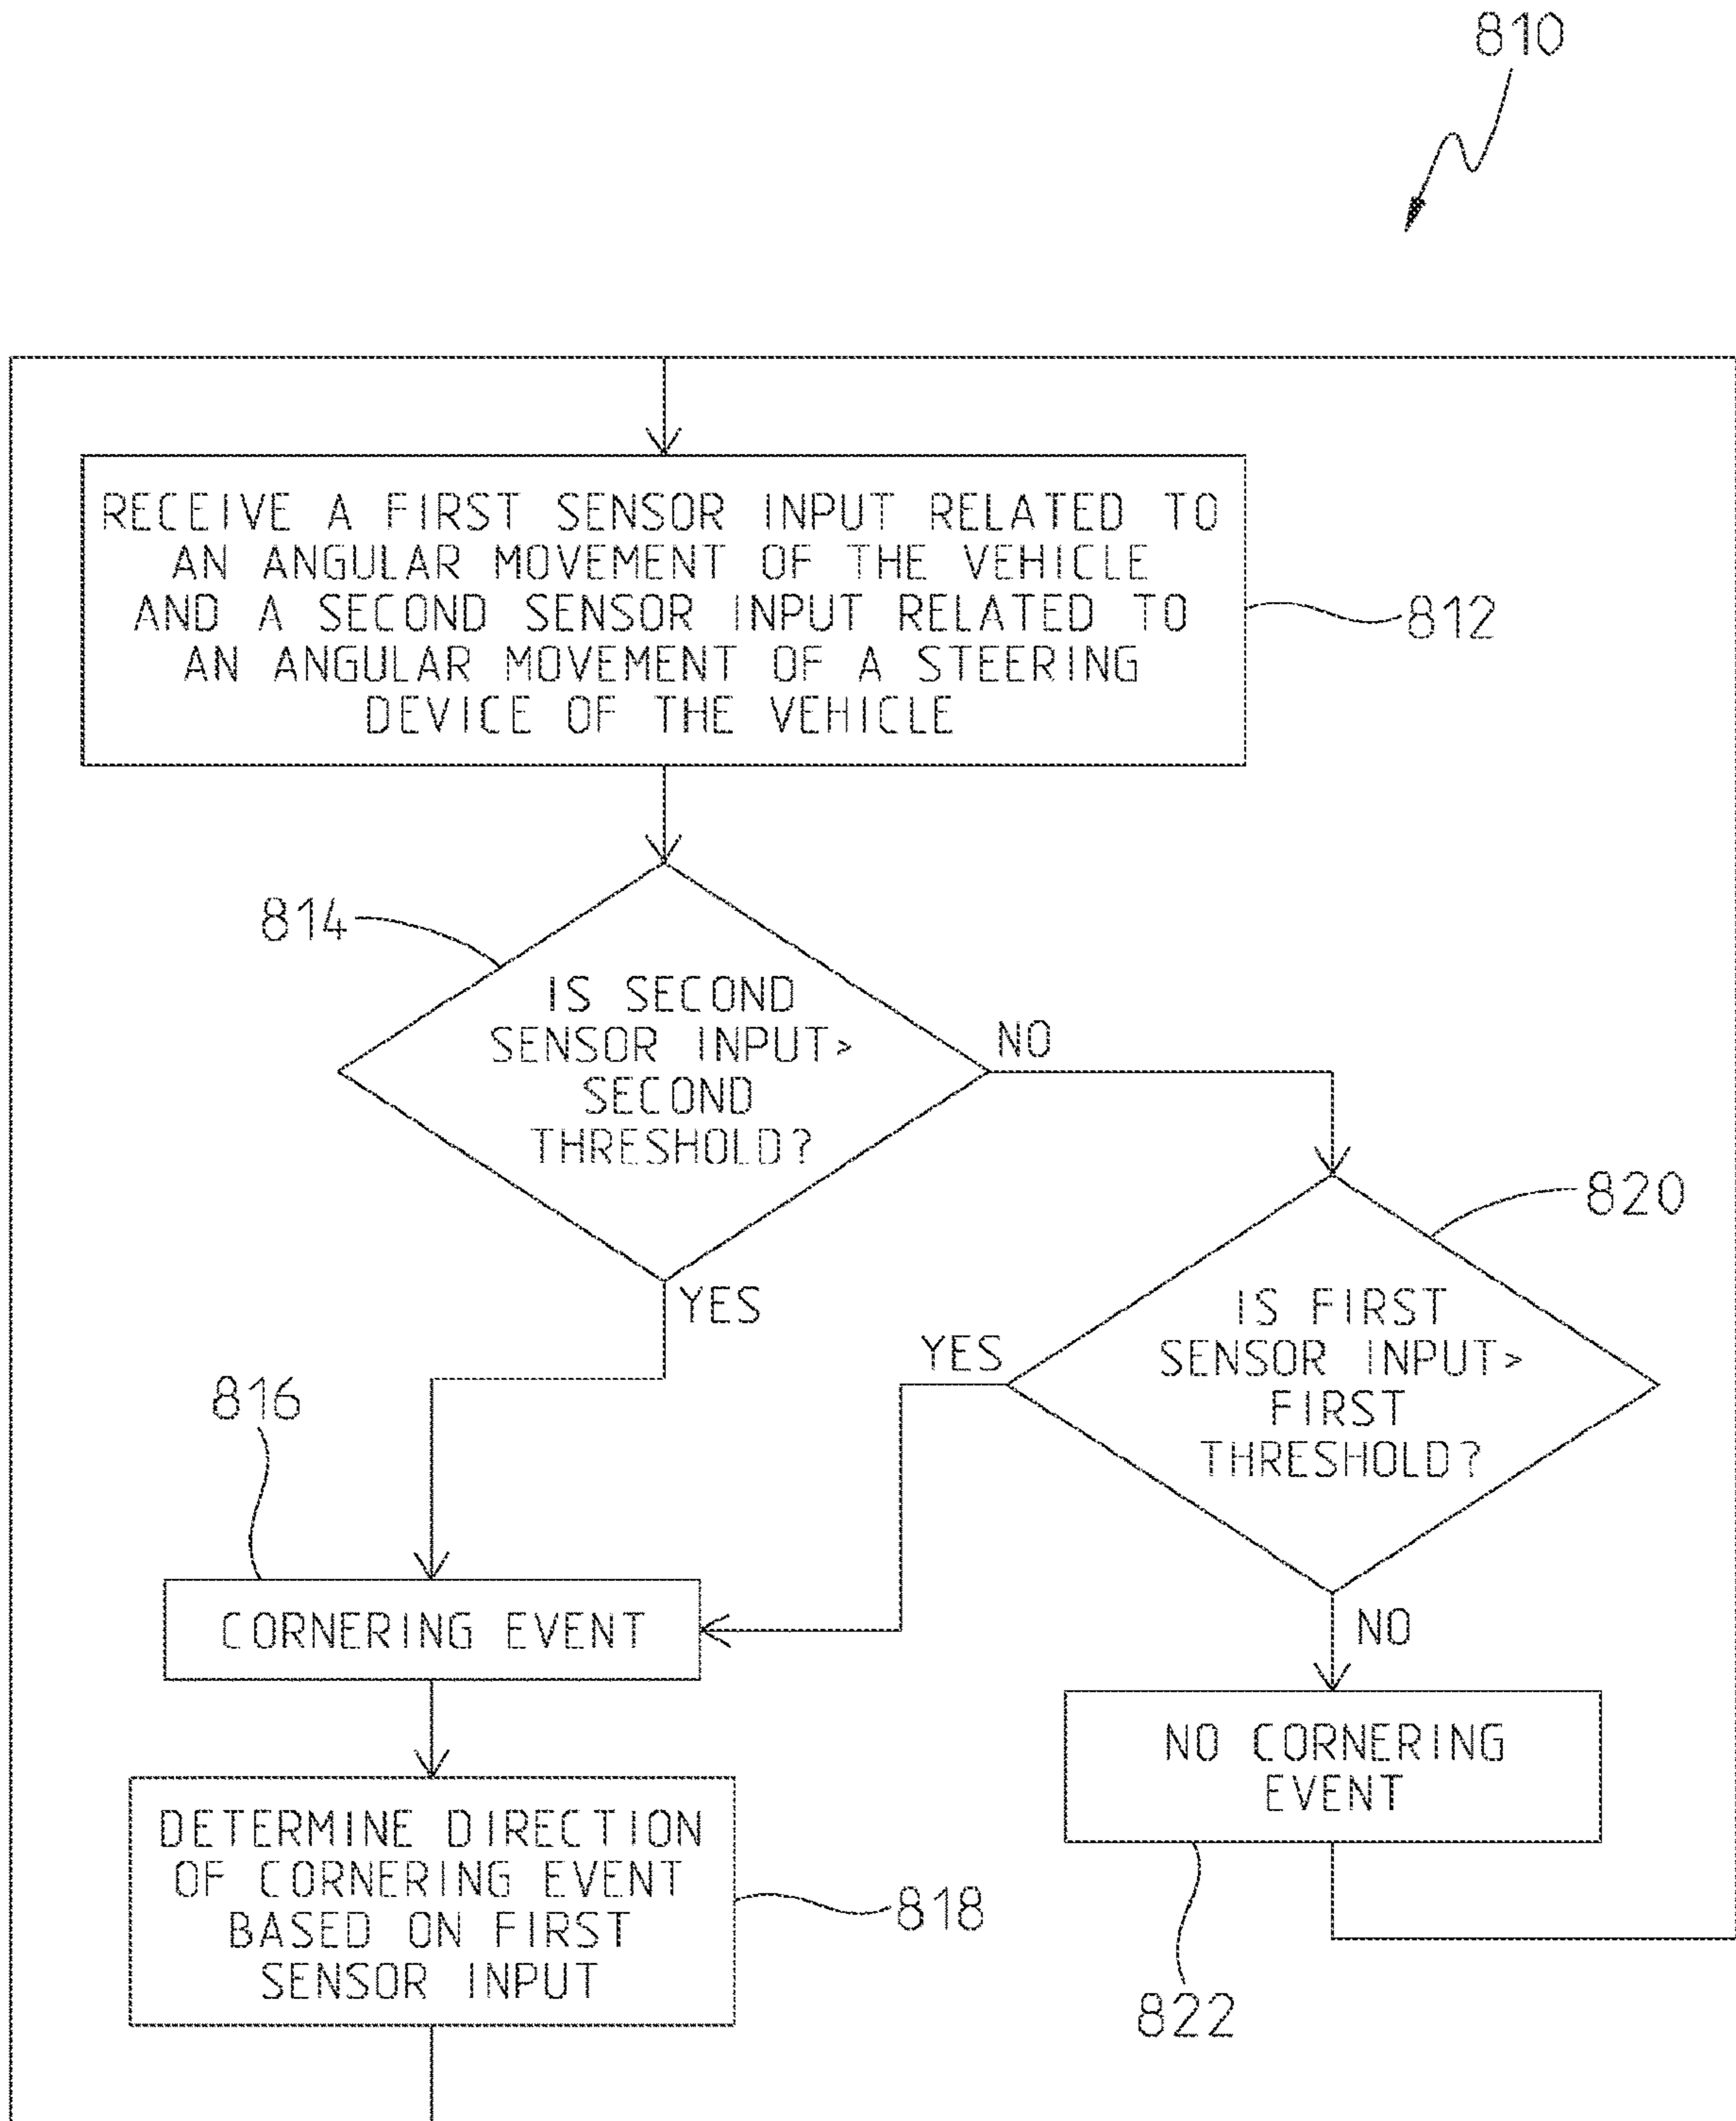 810
RECEIVE A FIRST SENSOR INPUT RELATED TO
AN ANGULAR MOVEMENT OF THE VEHICLE
AND A SECOND SENSOR INPUT RELATED TO
AN ANGULAR MOVEMENT OF A STEERING
DEVICE OF THE VEHICLE
812
814
IS SECOND
SENSOR INPUT>
SECOND
THRESHOLD?
NO
YES
820
IS FIRST
SENSOR INPUT>
FIRST
THRESHOLD?
YES
NO
816
CORNERING EVENT
NO CORNERING
EVENT
822
DETERMINE DIRECTION
OF CORNERING EVENT
BASED ON FIRST
SENSOR INPUT
818